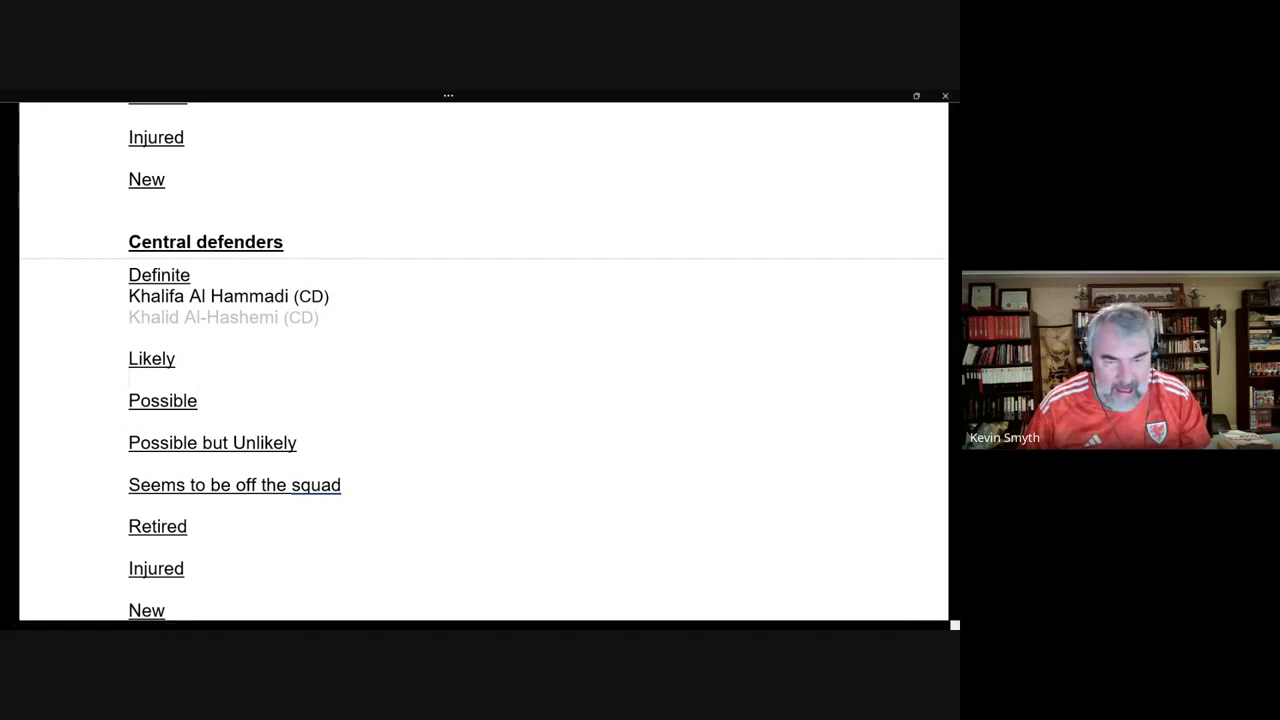 Injured
New
Central defenders
Definite
Khalifa Al Hammadi (CD)
Khalid Al-Hashemi (CD)
Likely
Possible
Possible but Unlikely
Seems to be off the squad
Retired
Injured
New
Kevin Smyth